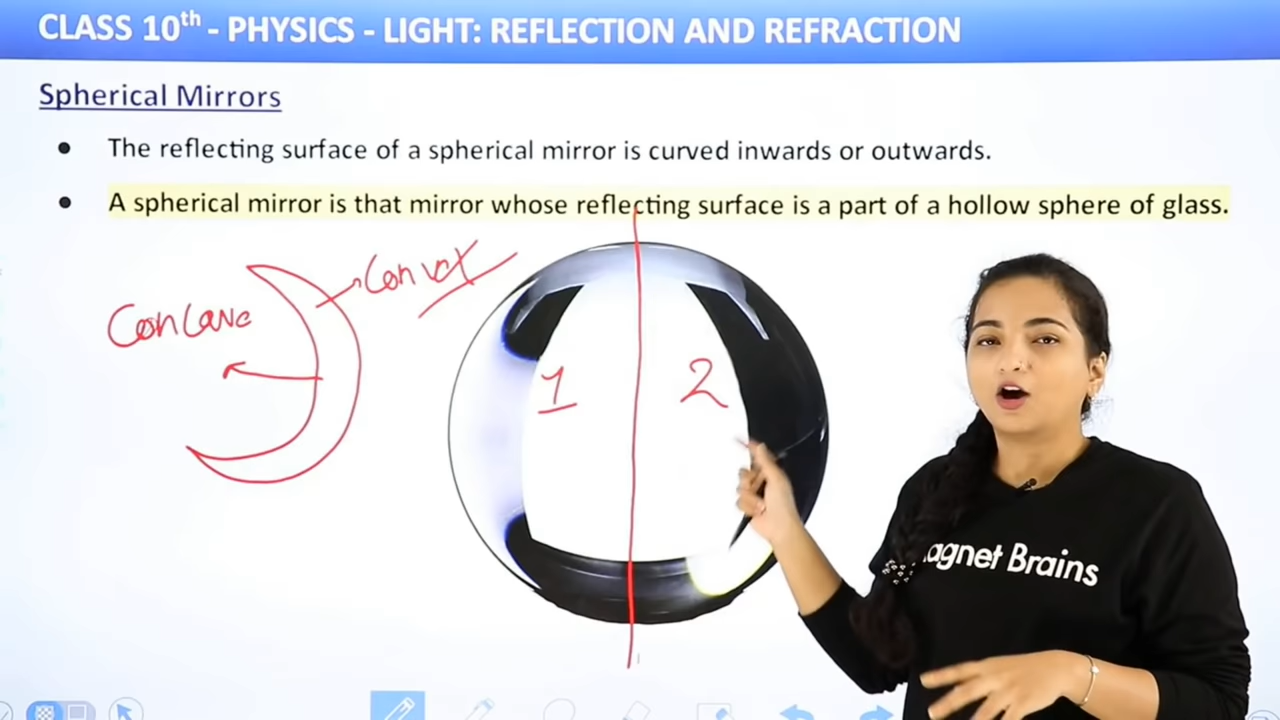 CLASS 10th - PHYSICS - LIGHT: REFLECTION AND REFRACTION
Spherical Mirrors
• The reflecting surface of a spherical mirror is curved inwards or outwards.
• A spherical mirror is that mirror whose reflecting surface is a part of a hollow sphere of glass.
Convex
Concave
1 2
agnet Brains